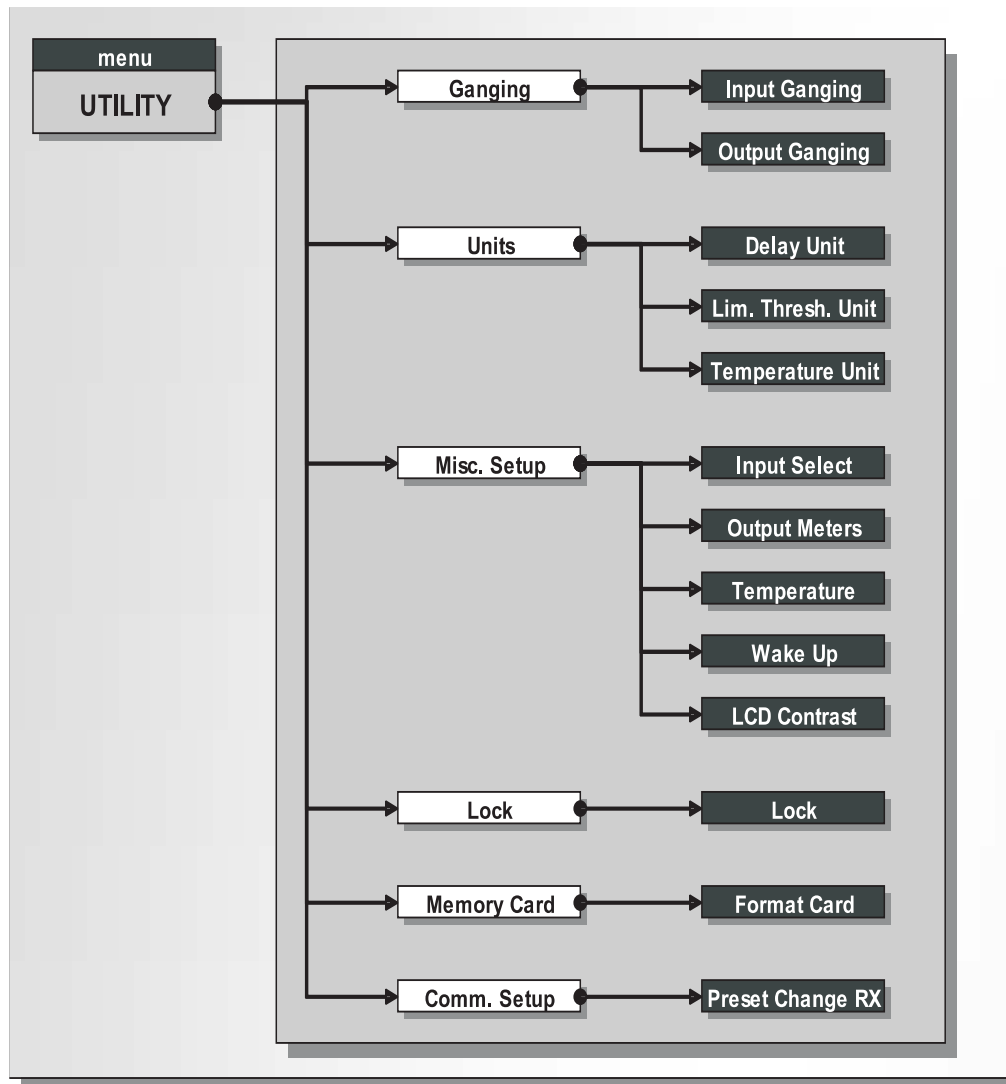 menu
UTILITY
Ganging
Input Ganging
Output Ganging
Units
Delay Unit
Lim. Thresh. Unit
Temperature Unit
Misc. Setup
Input Select
Output Meters
Temperature
Wake Up
LCD Contrast
Lock
Lock
Memory Card
Format Card
Comm. Setup
Preset Change RX